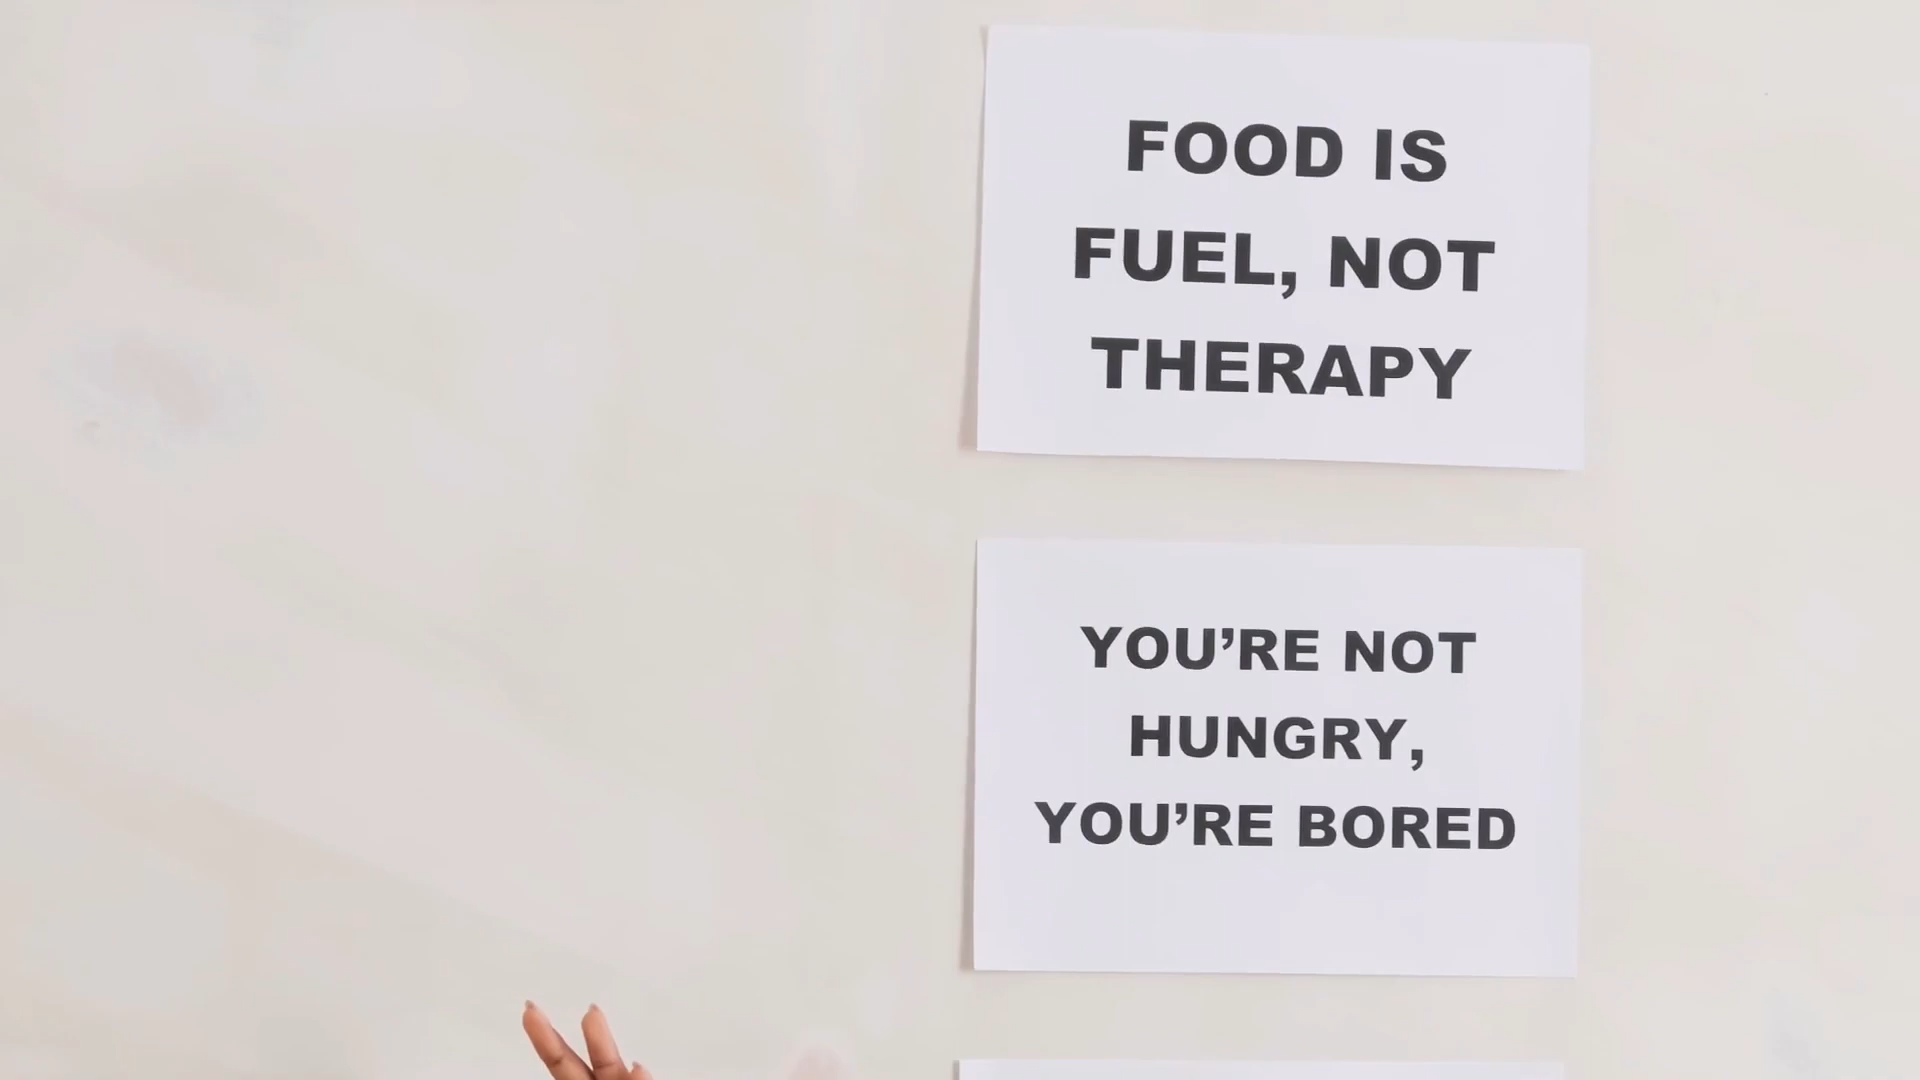 FOOD IS
FUEL, NOT
THERAPY
YOU’RE NOT
HUNGRY,
YOU’RE BORED